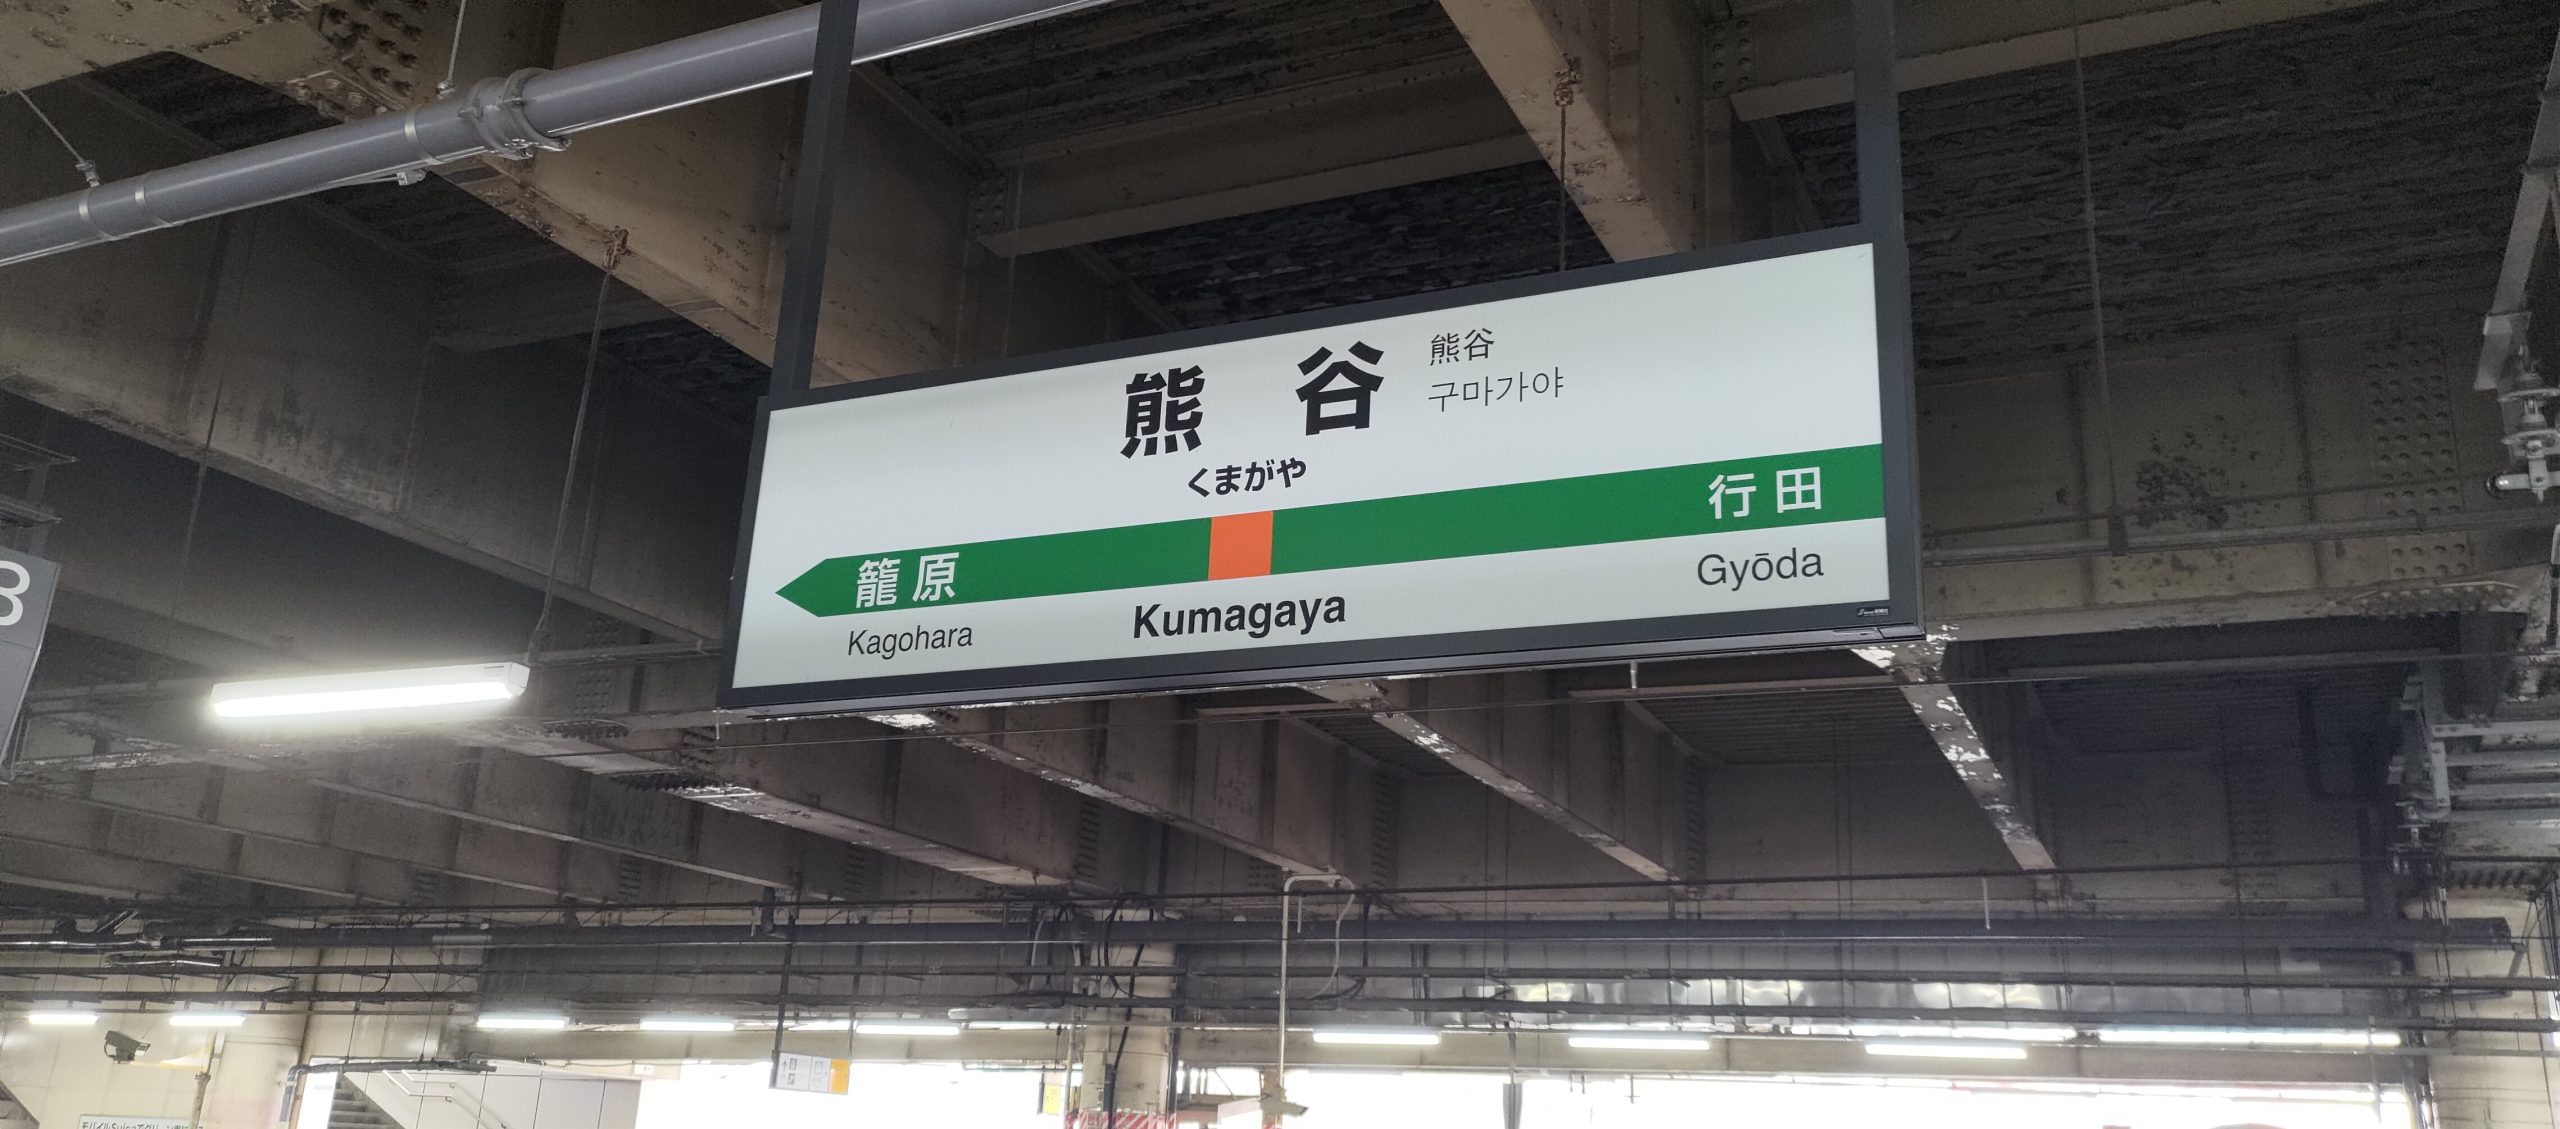 熊谷
熊谷
구마가야
くまがや
籠原
行田
Kagohara
Kumagaya
Gyōda